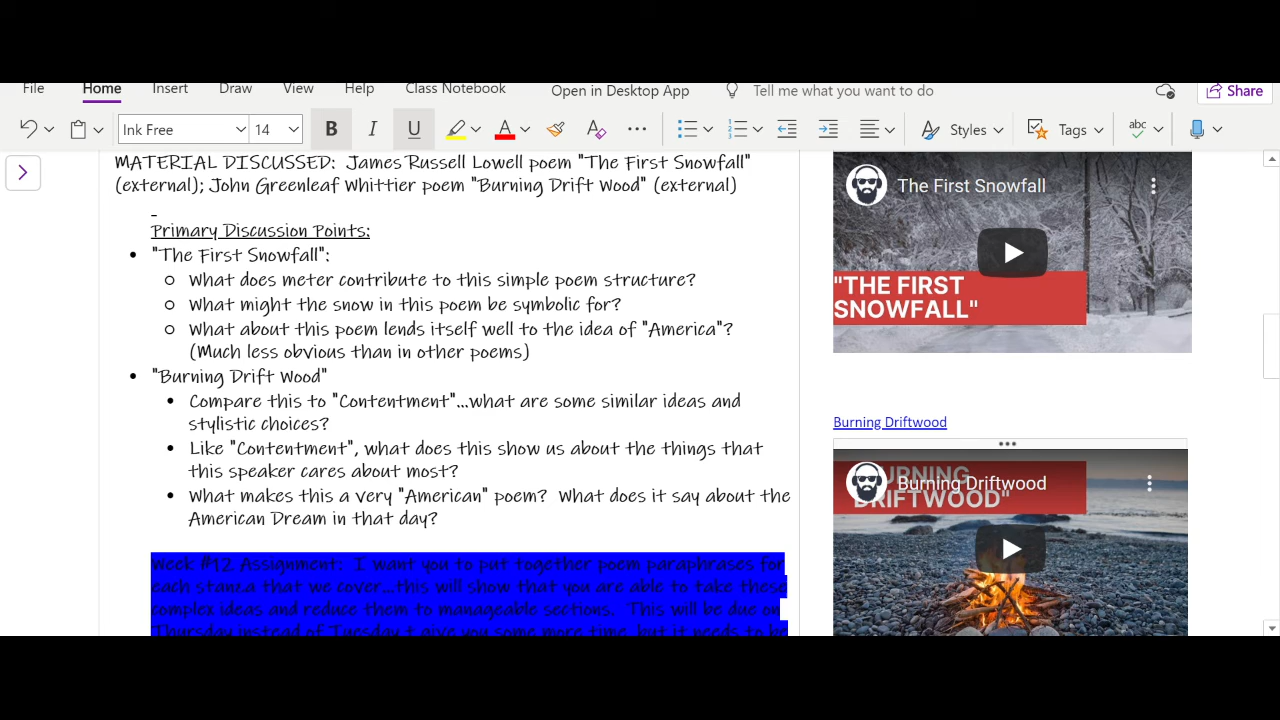 File Home Insert Draw View Help Class Notebook Open in Desktop App Tell me what you want to do Share
Ink Free 14 B I U A A Styles Tags abc
MATERIAL DISCUSSED: James Russell Lowell poem "The First Snowfall"
(external); John Greenleaf Whittier poem "Burning Drift Wood" (external)
Primary Discussion Points:
"The First Snowfall":
What does meter contribute to this simple poem structure?
What might the snow in this poem be symbolic for?
What about this poem lends itself well to the idea of "America"?
(Much less obvious than in other poems)
"Burning Drift Wood"
Compare this to "Contentment"...what are some similar ideas and
stylistic choices?
Like "Contentment", what does this show us about the things that
this speaker cares about most?
What makes this a very "American" poem? What does it say about the
American Dream in that day?
Week #12 Assignment: I want you to put together poem paraphrases for
each stanza that we cover...this will show that you are able to take these
complex ideas and reduce them to manageable sections. This will be due on
Thursday instead of Tuesday t give you some more time, but it needs to be
The First Snowfall
"THE FIRST
SNOWFALL"
Burning Driftwood
Burning Driftwood
DRIFTWOOD"